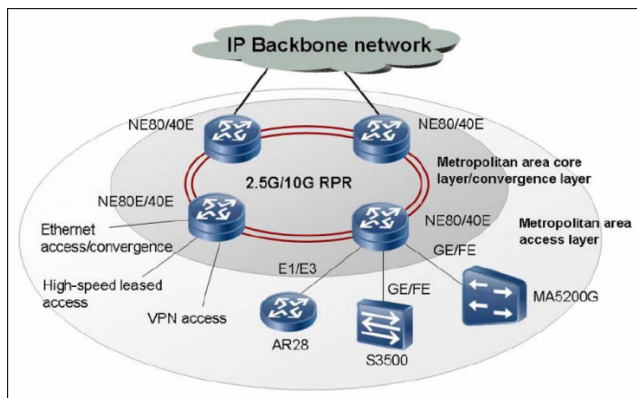 IP Backbone network
NE80/40E
NE80/40E
Metropolitan area core
layer/convergence layer
2.5G/10G RPR
NE80E/40E
NE80/40E
Metropolitan area
access layer
Ethernet
access/convergence
GE/FE
E1/E3
High-speed leased
access
GE/FE
MA5200G
VPN access
AR28
S3500